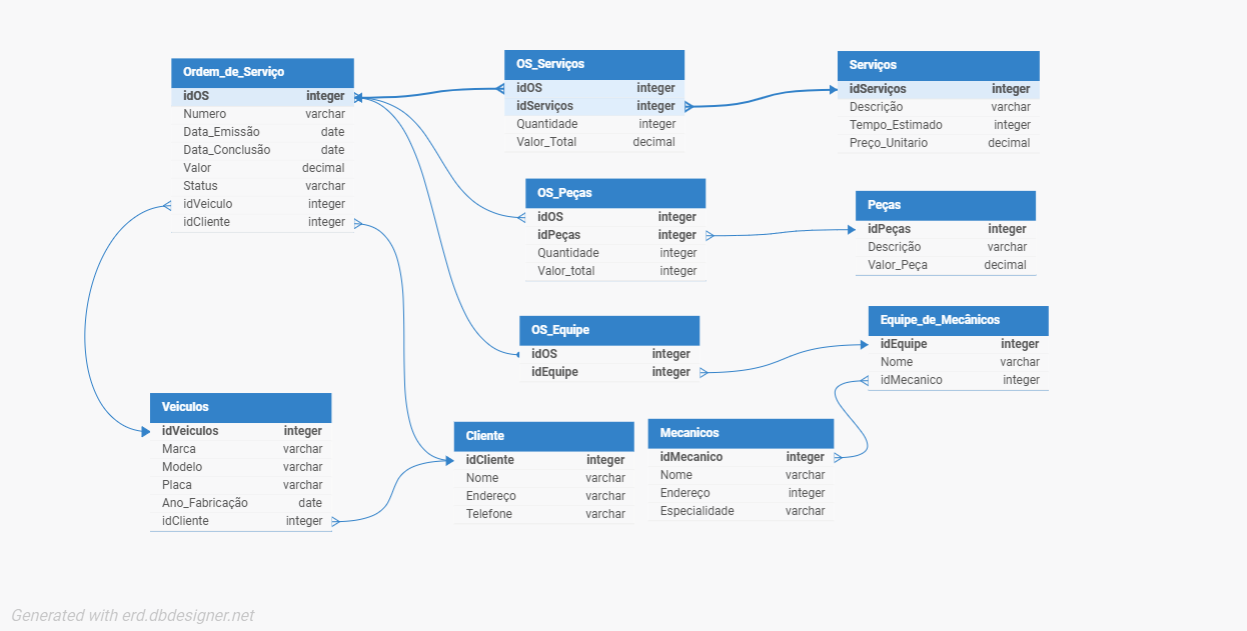 Ordem_de_Serviço
idOS integer
Numero varchar
Data_Emissão date
Data_Conclusão date
Valor decimal
Status varchar
idVeiculo integer
idCliente integer
OS_Serviços
idOS integer
idServiços integer
Quantidade integer
Valor_Total decimal
Serviços
idServiços integer
Descrição varchar
Tempo_Estimado integer
Preço_Unitario decimal
OS_Peças
idOS integer
idPeças integer
Quantidade integer
Valor_total integer
Peças
idPeças integer
Descrição varchar
Valor_Peça decimal
OS_Equipe
idOS integer
idEquipe integer
Equipe_de_Mecânicos
idEquipe integer
Nome varchar
idMecanico integer
Veiculos
idVeiculos integer
Marca varchar
Modelo varchar
Placa varchar
Ano_Fabricação date
idCliente integer
Cliente
idCliente integer
Nome varchar
Endereço varchar
Telefone varchar
Mecanicos
idMecanico integer
Nome varchar
Endereço integer
Especialidade varchar
Generated with erd.dbdesigner.net